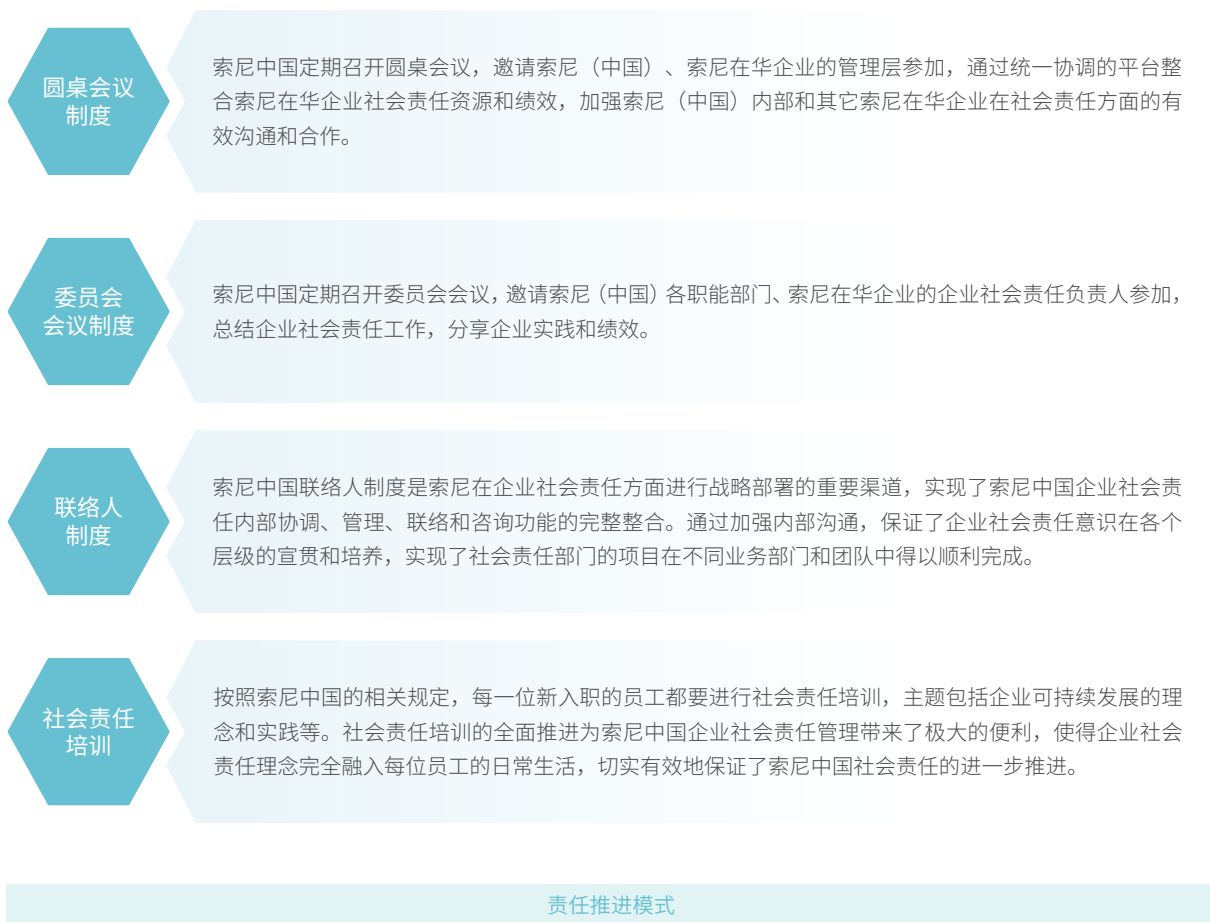 圆桌会议
制度
索尼中国定期召开圆桌会议，邀请索尼（中国）、索尼在华企业的管理层参加，通过统一协调的平台整
合索尼在华企业社会责任资源和绩效，加强索尼（中国）内部和其它索尼在华企业在社会责任方面的有
效沟通和合作。
委员会
会议制度
索尼中国定期召开委员会会议，邀请索尼（中国）各职能部门、索尼在华企业的企业社会责任负责人参加，
总结企业社会责任工作，分享企业实践和绩效。
联络人
制度
索尼中国联络人制度是索尼在企业社会责任方面进行战略部署的重要渠道，实现了索尼中国企业社会责
任内部协调、管理、联络和咨询功能的完整整合。通过加强内部沟通，保证了企业社会责任意识在各个
层级的宣贯和培养，实现了社会责任部门的项目在不同业务部门和团队中得以顺利完成。
社会责任
培训
按照索尼中国的相关规定，每一位新入职的员工都要进行社会责任培训，主题包括企业可持续发展的理
念和实践等。社会责任培训的全面推进为索尼中国企业社会责任管理带来了极大的便利，使得企业社会
责任理念完全融入每位员工的日常生活，切实有效地保证了索尼中国社会责任的进一步推进。
责任推进模式